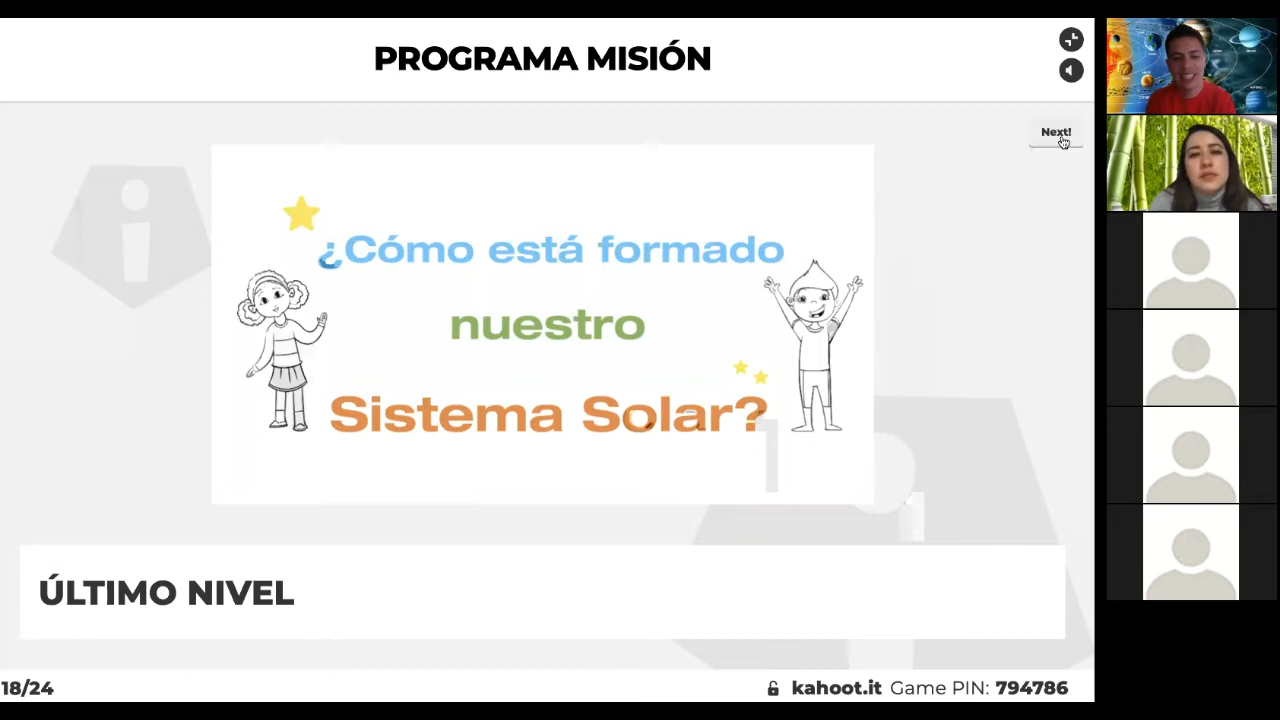 PROGRAMA MISIÓN
Next!
¿Cómo está formado
nuestro
Sistema Solar?
ÚLTIMO NIVEL
18/24
kahoot.it Game PIN: 794786